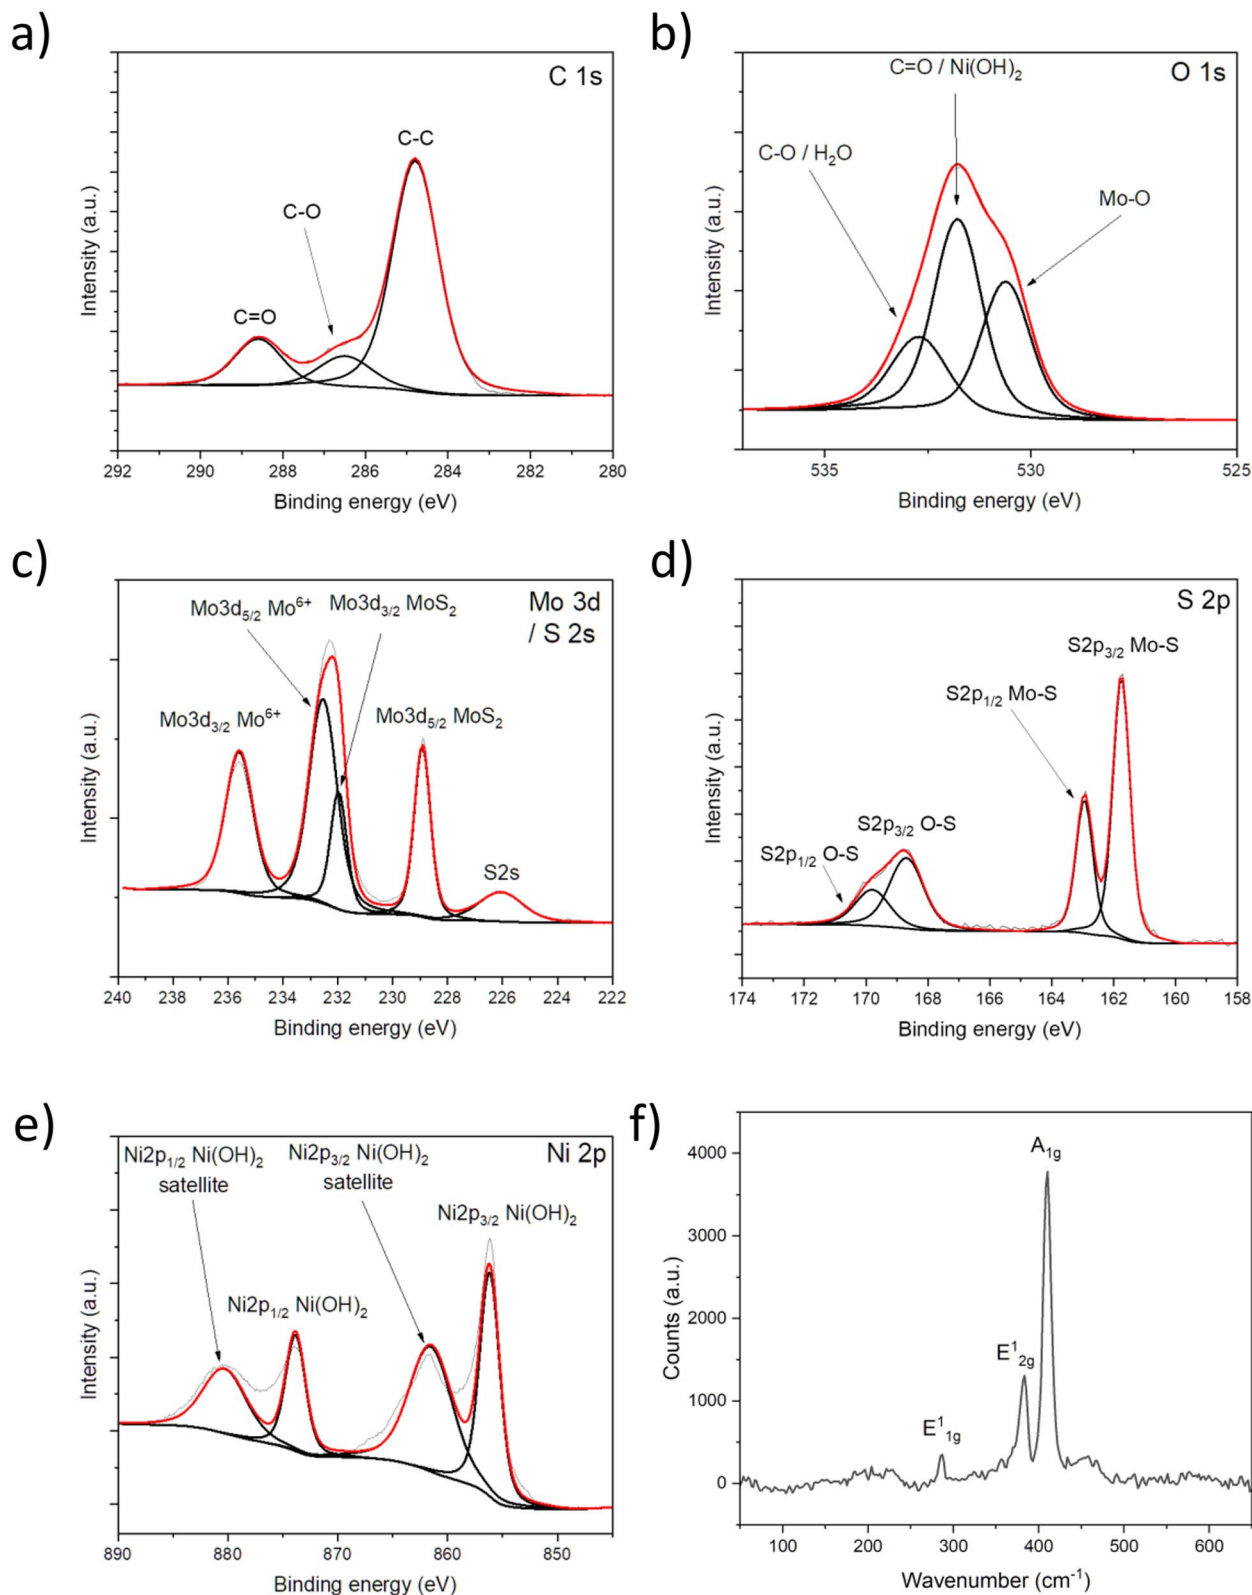 a)
C 1s
C-C
C-O
C=O
Intensity (a.u.)
292 290 288 286 284 282 280
Binding energy (eV)
b)
O 1s
C=O / Ni(OH)₂
C-O / H₂O
Mo-O
Intensity (a.u.)
535 530 525
Binding energy (eV)
c)
Mo 3d
/ S 2s
Mo3d₅/₂ Mo⁶⁺
Mo3d₃/₂ MoS₂
Mo3d₃/₂ Mo⁶⁺
Mo3d₅/₂ MoS₂
S2s
Intensity (a.u.)
240 238 236 234 232 230 228 226 224 222
Binding energy (eV)
d)
S 2p
S2p₃/₂ Mo-S
S2p₁/₂ Mo-S
S2p₃/₂ O-S
S2p₁/₂ O-S
Intensity (a.u.)
174 172 170 168 166 164 162 160 158
Binding energy (eV)
e)
Ni 2p
Ni2p₁/₂ Ni(OH)₂
satellite
Ni2p₃/₂ Ni(OH)₂
satellite
Ni2p₃/₂ Ni(OH)₂
Ni2p₁/₂ Ni(OH)₂
Intensity (a.u.)
890 880 870 860 850
Binding energy (eV)
f)
A₁g
E¹₂g
E¹₁g
4000
3000
2000
1000
0
Counts (a.u.)
100 200 300 400 500 600
Wavenumber (cm⁻¹)